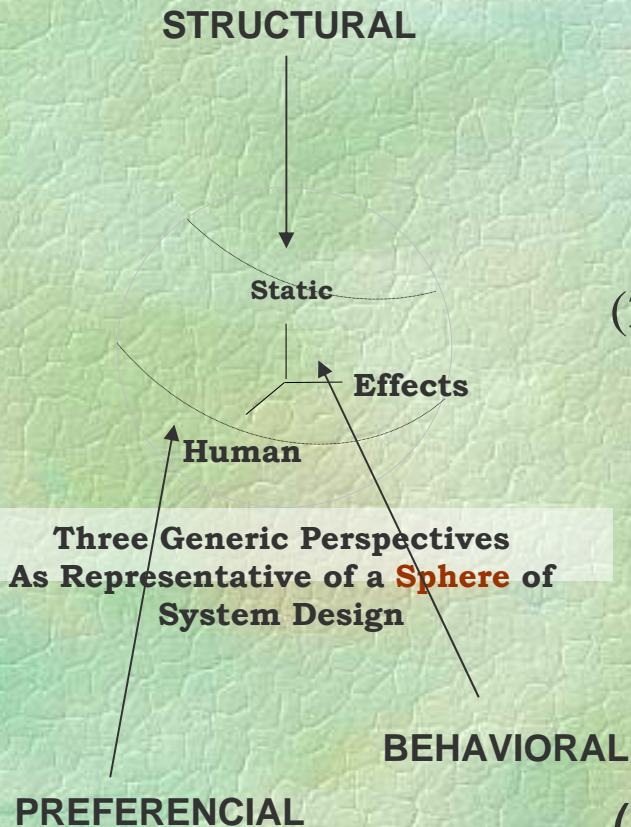 STRUCTURAL
Static
Effects
Human
Three Generic Perspectives
As Representative of a Sphere of
System Design
BEHAVIORAL
PREFERENCIAL